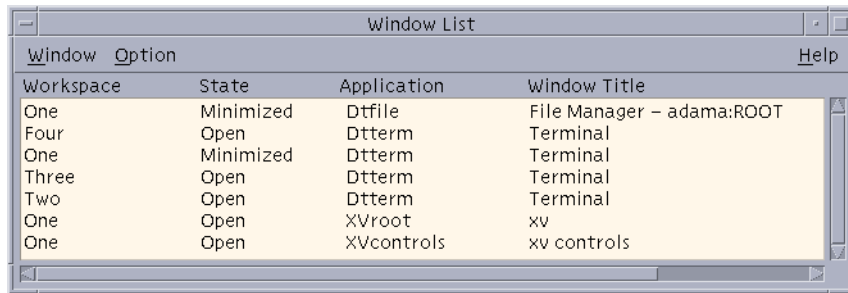 Window List
Window Option Help
Workspace State Application Window Title
One Minimized Dtfile File Manager – adama:ROOT
Four Open Dtterm Terminal
One Minimized Dtterm Terminal
Three Open Dtterm Terminal
Two Open Dtterm Terminal
One Open XVroot xv
One Open XVcontrols xv controls